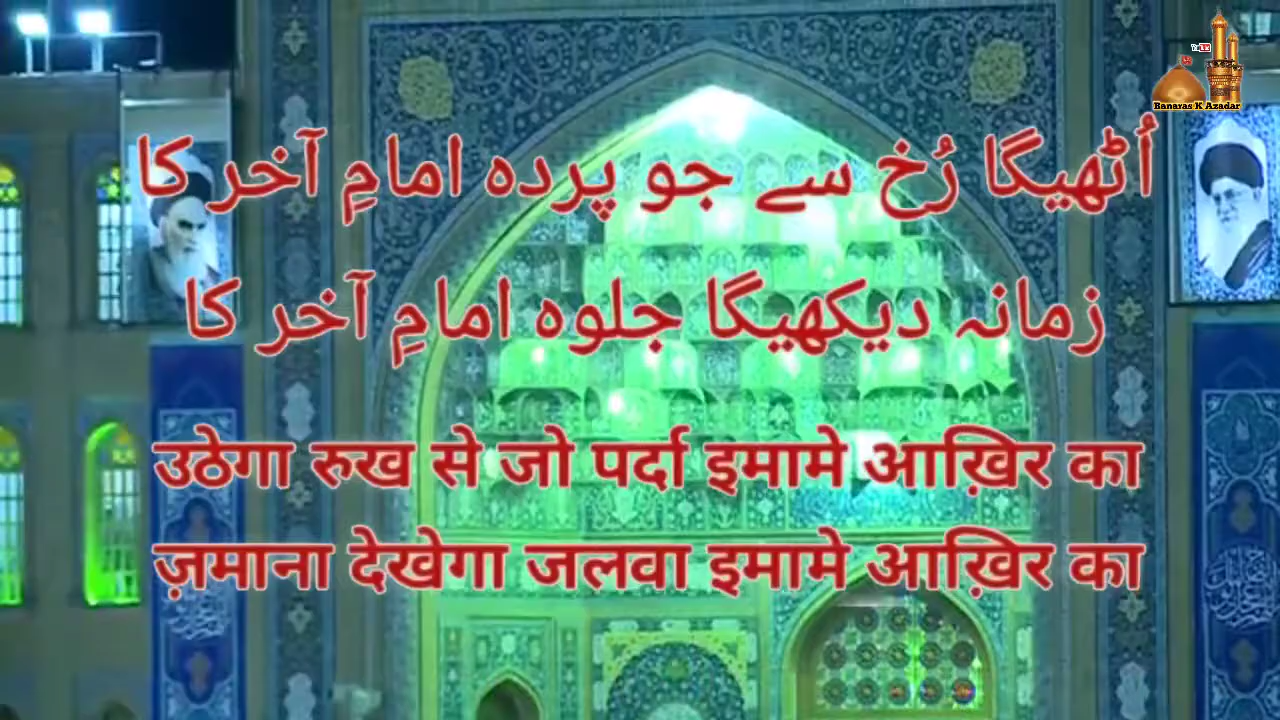 Banaras K Azadar
اُٹھیگا رُخ سے جو پردہ امامِ آخر کا
زمانہ دیکھیگا جلوہ امامِ آخر کا
उठेगा रुख से जो पर्दा इमामे आख़िर का
ज़माना देखेगा जलवा इमामे आख़िर का